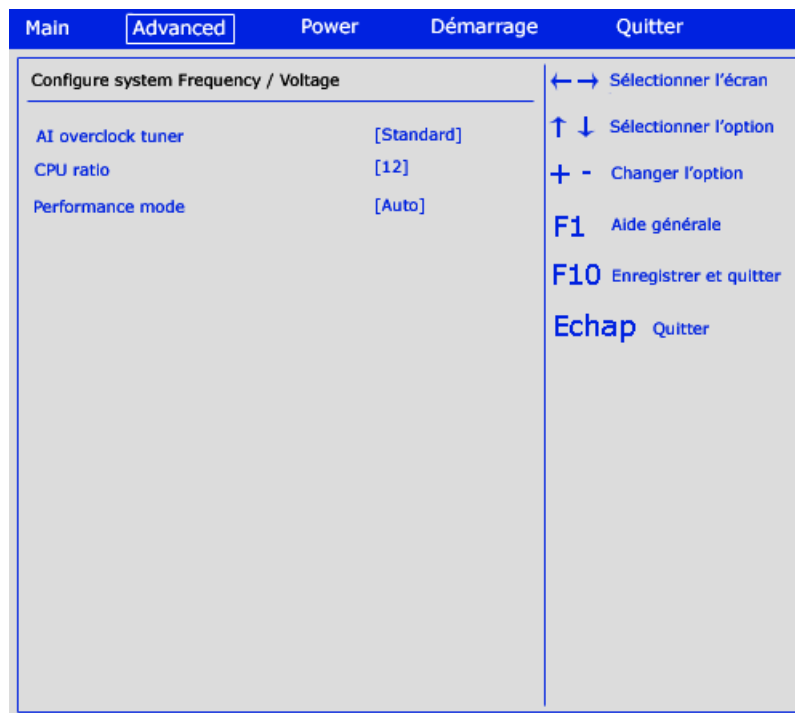 Main Advanced Power Démarrage Quitter
Configure system Frequency / Voltage
AI overclock tuner [Standard]
CPU ratio [12]
Performance mode [Auto]
←→ Sélectionner l'écran
↑ ↓ Sélectionner l'option
+ - Changer l'option
F1 Aide générale
F10 Enregistrer et quitter
Echap Quitter